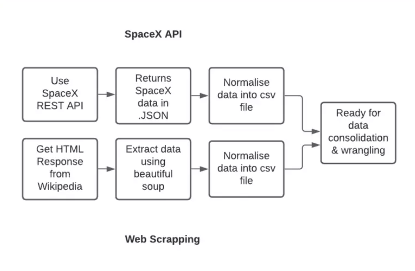 SpaceX API
Use
SpaceX
REST API
Returns
SpaceX
data in
.JSON
Normalise
data into csv
file
Ready for
data
consolidation
& wrangling
Get HTML
Response
from
Wikipedia
Extract data
using
beautiful
soup
Normalise
data into csv
file
Web Scrapping